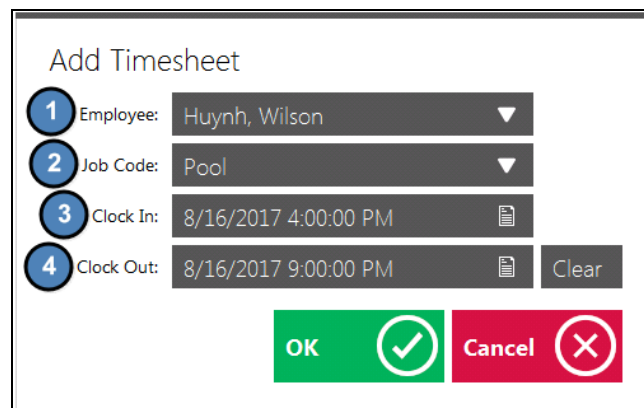 Add Timesheet
1 Employee: Huynh, Wilson
2 Job Code: Pool
3 Clock In: 8/16/2017 4:00:00 PM
4 Clock Out: 8/16/2017 9:00:00 PM Clear
OK Cancel